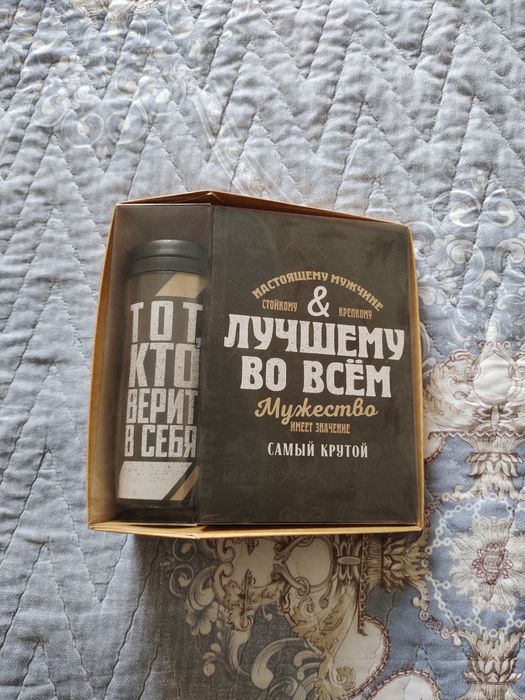 ТОТ,
КТО
ВЕРИТ
В СЕБЯ
НАСТОЯЩЕМУ МУЖЧИНЕ
СТОЙКОМУ & КРЕПКОМУ
ЛУЧШЕМУ
ВО ВСЁМ
Мужество
ИМЕЕТ ЗНАЧЕНИЕ
САМЫЙ КРУТОЙ